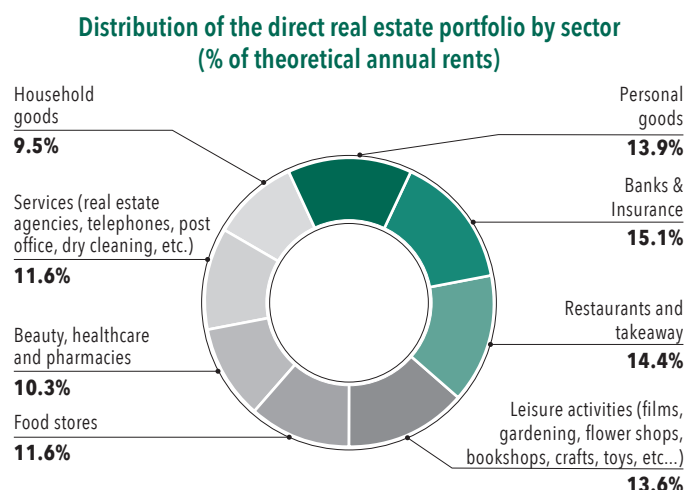 Distribution of the direct real estate portfolio by sector
(% of theoretical annual rents)
Household
goods
9.5%
Personal
goods
13.9%
Banks &
Insurance
15.1%
Services (real estate
agencies, telephones, post
office, dry cleaning, etc.)
11.6%
Restaurants and
takeaway
14.4%
Beauty, healthcare
and pharmacies
10.3%
Food stores
11.6%
Leisure activities (films,
gardening, flower shops,
bookshops, crafts, toys, etc...)
13.6%